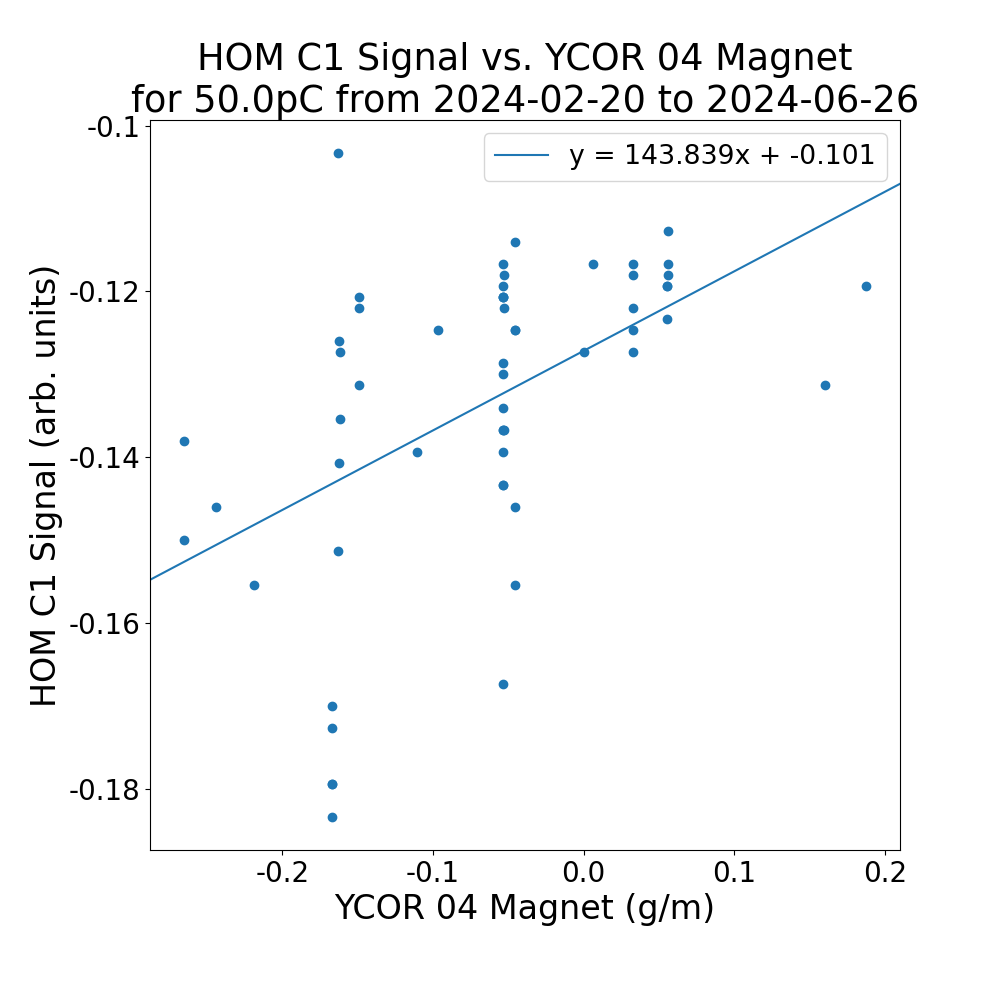 HOM C1 Signal vs. YCOR 04 Magnet
for 50.0pC from 2024-02-20 to 2024-06-26
y = 143.839x + -0.101
HOM C1 Signal (arb. units)
-0.1
-0.12
-0.14
-0.16
-0.18
-0.2
-0.1
0.0
0.1
0.2
YCOR 04 Magnet (g/m)